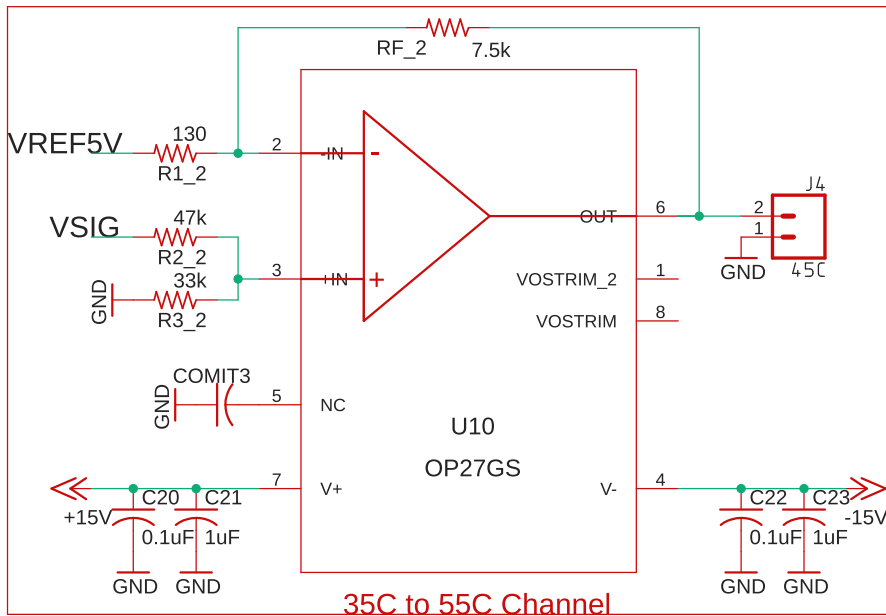 RF_2 7.5k
VREF5V 130 2 -IN
R1_2
J4
VSIG 47k 6 OUT 2
R2_2 1
33k 3 +IN GND 45C
GND R3_2 VOSTRIM_2 1
VOSTRIM 8
COMIT3
GND 5 NC
U10
OP27GS
7 V+ V- 4
C20 C21 C22 C23
+15V -15V
0.1uF 1uF 0.1uF 1uF
GND GND GND GND
35C to 55C Channel